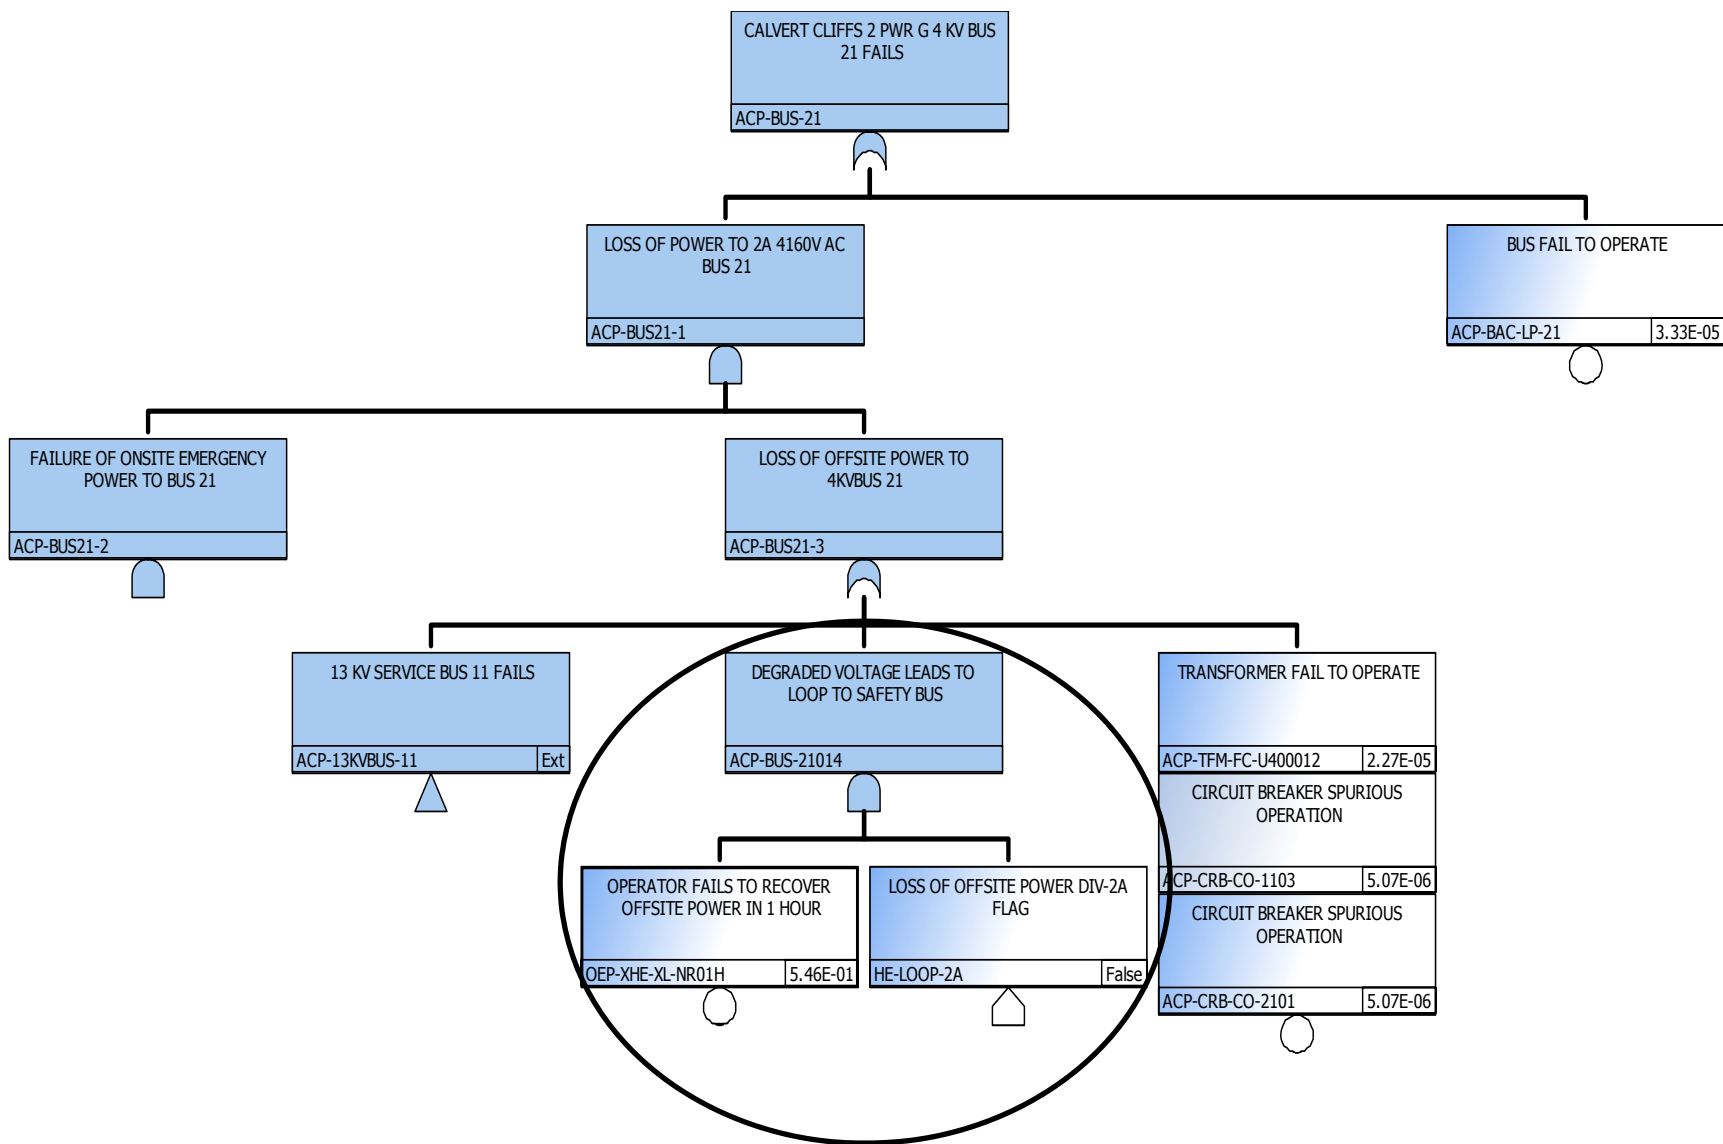 CALVERT CLIFFS 2 PWR G 4 KV BUS
21 FAILS
ACP-BUS-21
LOSS OF POWER TO 2A 4160V AC
BUS 21
ACP-BUS21-1
BUS FAIL TO OPERATE
ACP-BAC-LP-21 3.33E-05
FAILURE OF ONSITE EMERGENCY
POWER TO BUS 21
ACP-BUS21-2
LOSS OF OFFSITE POWER TO
4KVBUS 21
ACP-BUS21-3
13 KV SERVICE BUS 11 FAILS
ACP-13KVBUS-11 Ext
DEGRADED VOLTAGE LEADS TO
LOOP TO SAFETY BUS
ACP-BUS-21014
TRANSFORMER FAIL TO OPERATE
ACP-TFM-FC-U400012 2.27E-05
CIRCUIT BREAKER SPURIOUS
OPERATION
ACP-CRB-CO-1103 5.07E-06
CIRCUIT BREAKER SPURIOUS
OPERATION
ACP-CRB-CO-2101 5.07E-06
OPERATOR FAILS TO RECOVER
OFFSITE POWER IN 1 HOUR
OEP-XHE-XL-NR01H 5.46E-01
LOSS OF OFFSITE POWER DIV-2A
FLAG
HE-LOOP-2A False